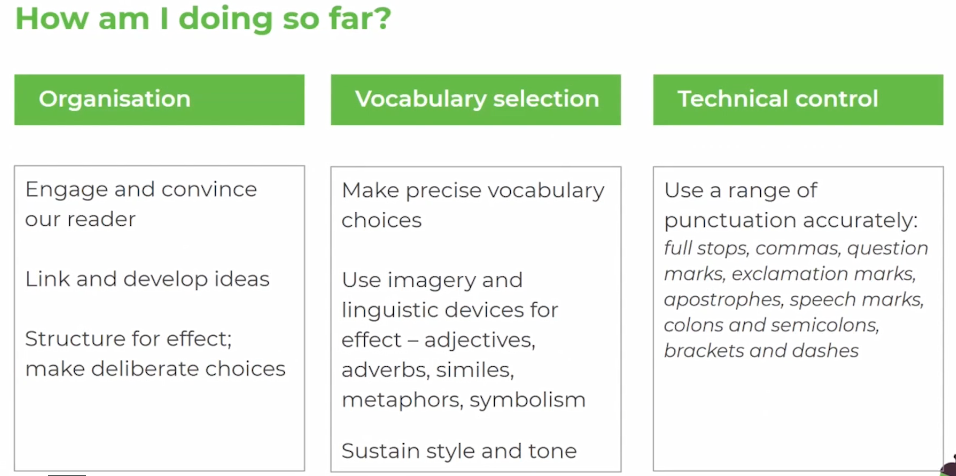 How am I doing so far?
Organisation
Engage and convince
our reader
Link and develop ideas
Structure for effect;
make deliberate choices
Vocabulary selection
Make precise vocabulary
choices
Use imagery and
linguistic devices for
effect – adjectives,
adverbs, similes,
metaphors, symbolism
Sustain style and tone
Technical control
Use a range of
punctuation accurately:
full stops, commas, question
marks, exclamation marks,
apostrophes, speech marks,
colons and semicolons,
brackets and dashes